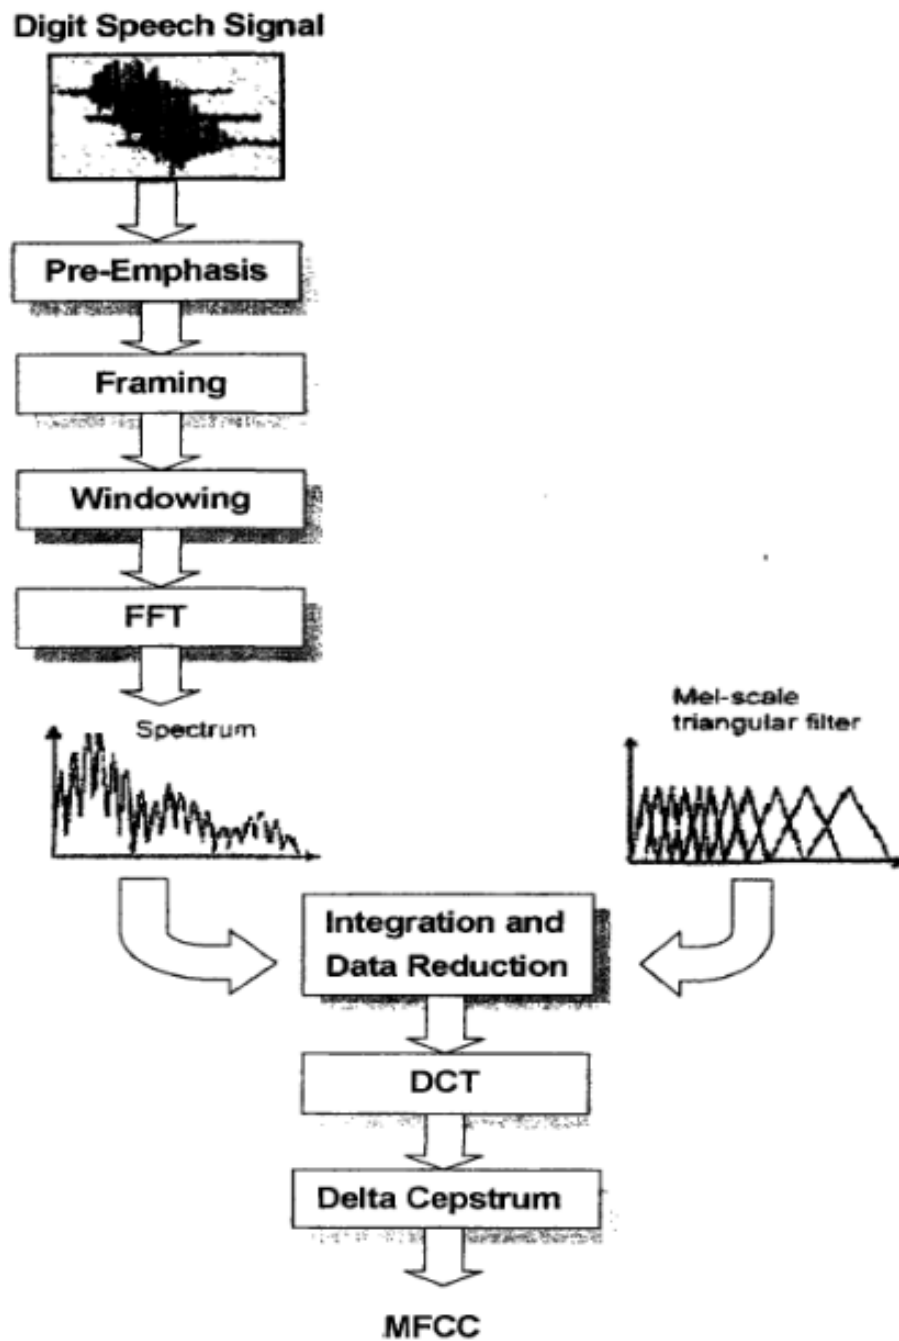 Digit Speech Signal
Pre-Emphasis
Framing
Windowing
FFT
Spectrum
Mel-scale
triangular filter
Integration and
Data Reduction
DCT
Delta Cepstrum
MFCC